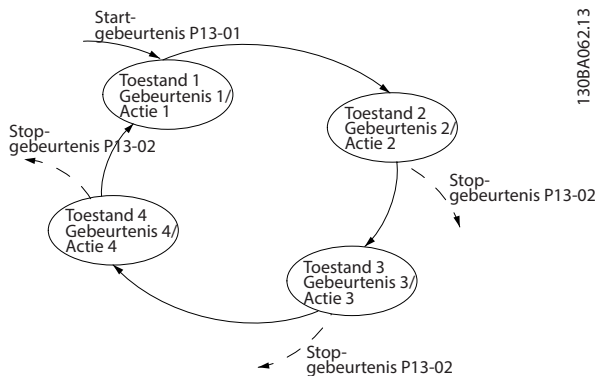 Start-
gebeurtenis P13-01
130BA062.13
Toestand 1
Gebeurtenis 1/
Actie 1
Toestand 2
Gebeurtenis 2/
Actie 2
Stop-
gebeurtenis P13-02
Stop-
gebeurtenis P13-02
Toestand 4
Gebeurtenis 4/
Actie 4
Toestand 3
Gebeurtenis 3/
Actie 3
Stop-
gebeurtenis P13-02